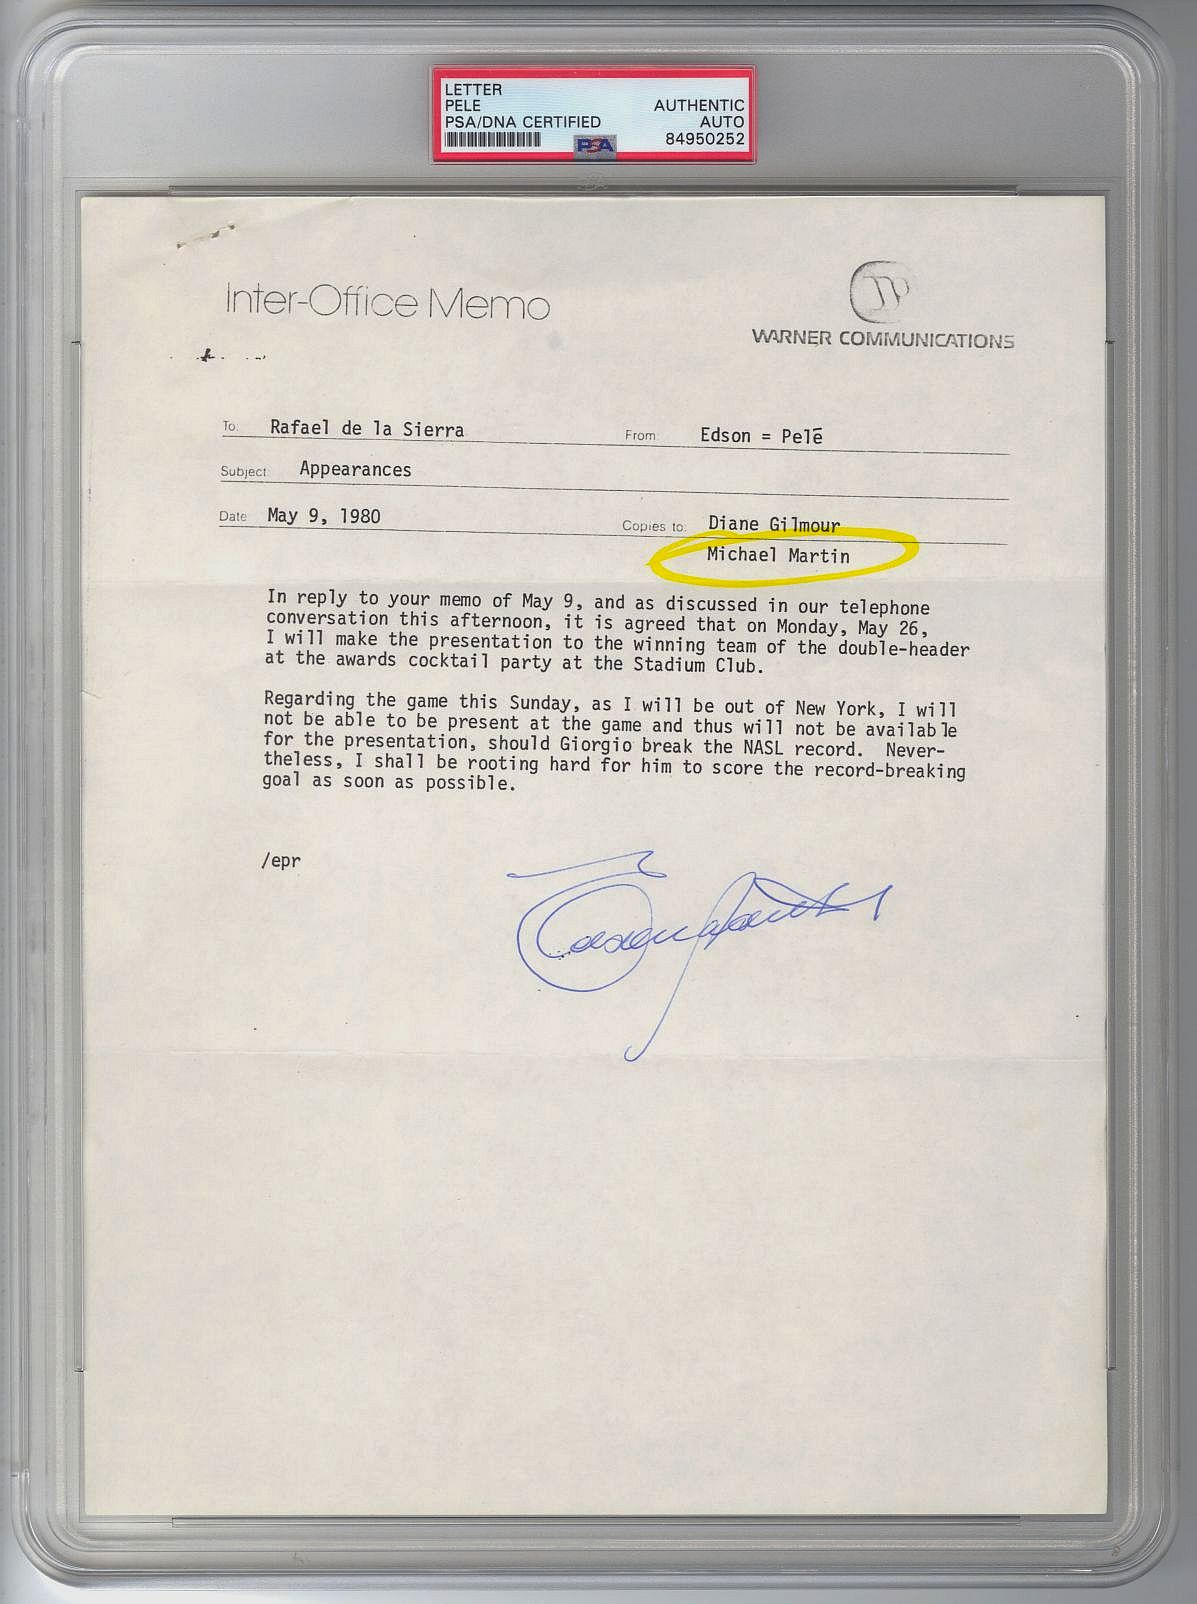 LETTER
PELE
PSA/DNA CERTIFIED
AUTHENTIC
AUTO
84950252
PSA
Inter-Office Memo
WARNER COMMUNICATIONS
To: Rafael de la Sierra
From: Edson = Pelē
Subject: Appearances
Date: May 9, 1980
Copies to: Diane Gilmour
Michael Martin
In reply to your memo of May 9, and as discussed in our telephone
conversation this afternoon, it is agreed that on Monday, May 26,
I will make the presentation to the winning team of the double-header
at the awards cocktail party at the Stadium Club.
Regarding the game this Sunday, as I will be out of New York, I will
not be able to be present at the game and thus will not be available
for the presentation, should Giorgio break the NASL record. Never-
theless, I shall be rooting hard for him to score the record-breaking
goal as soon as possible.
/epr